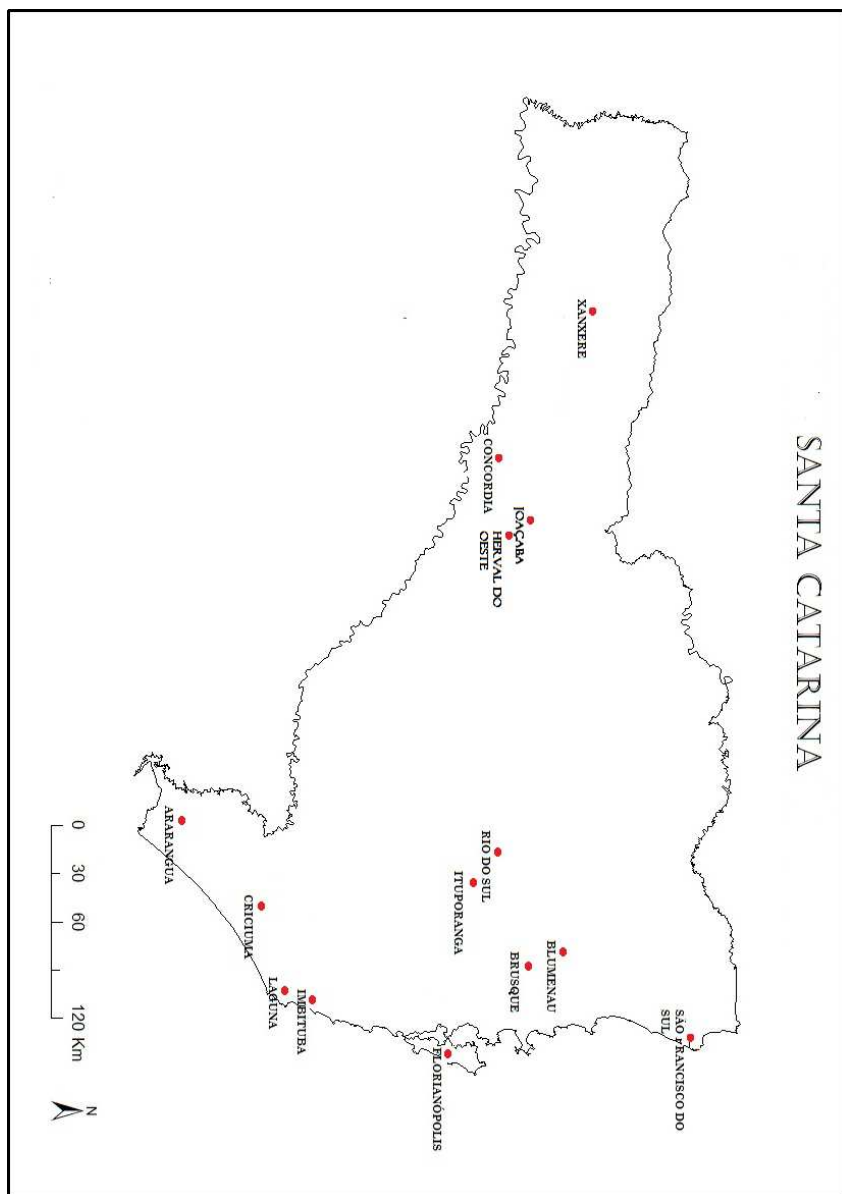 SANTA CATARINA
SÃO FRANCISCO DO
SUL
XANXERE
BLUMENAU
JOAÇABA
BRUSQUE
HERVAL DO
OESTE
CONCORDIA
RIO DO SUL
ITUPORANGA
FLORIANÓPOLIS
IMBITUBA
LAGUNA
CRICIUMA
ARARANGUA
0
30
60
120 Km
N